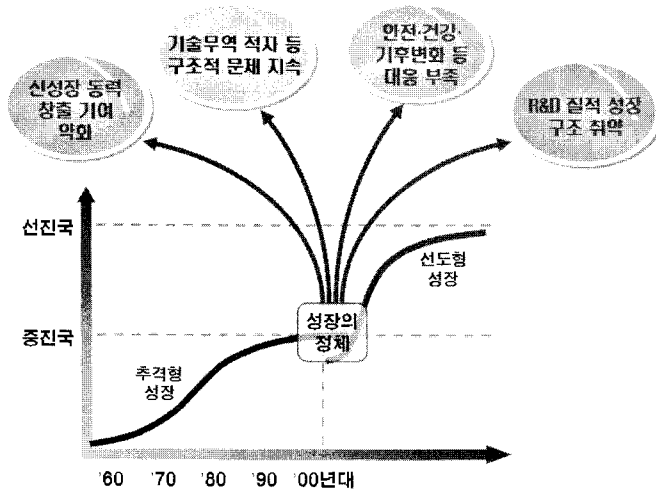 신성장 동력
창출 기여
약화
기술무역 적자 등
구조적 문제 지속
안전·건강·
기후변화 등
대응 부족
R&D 질적 성장
구조 취약
선진국
중진국
선도형
성장
성장의
정체
추격형
성장
'60 '70 '80 '90 '00년대